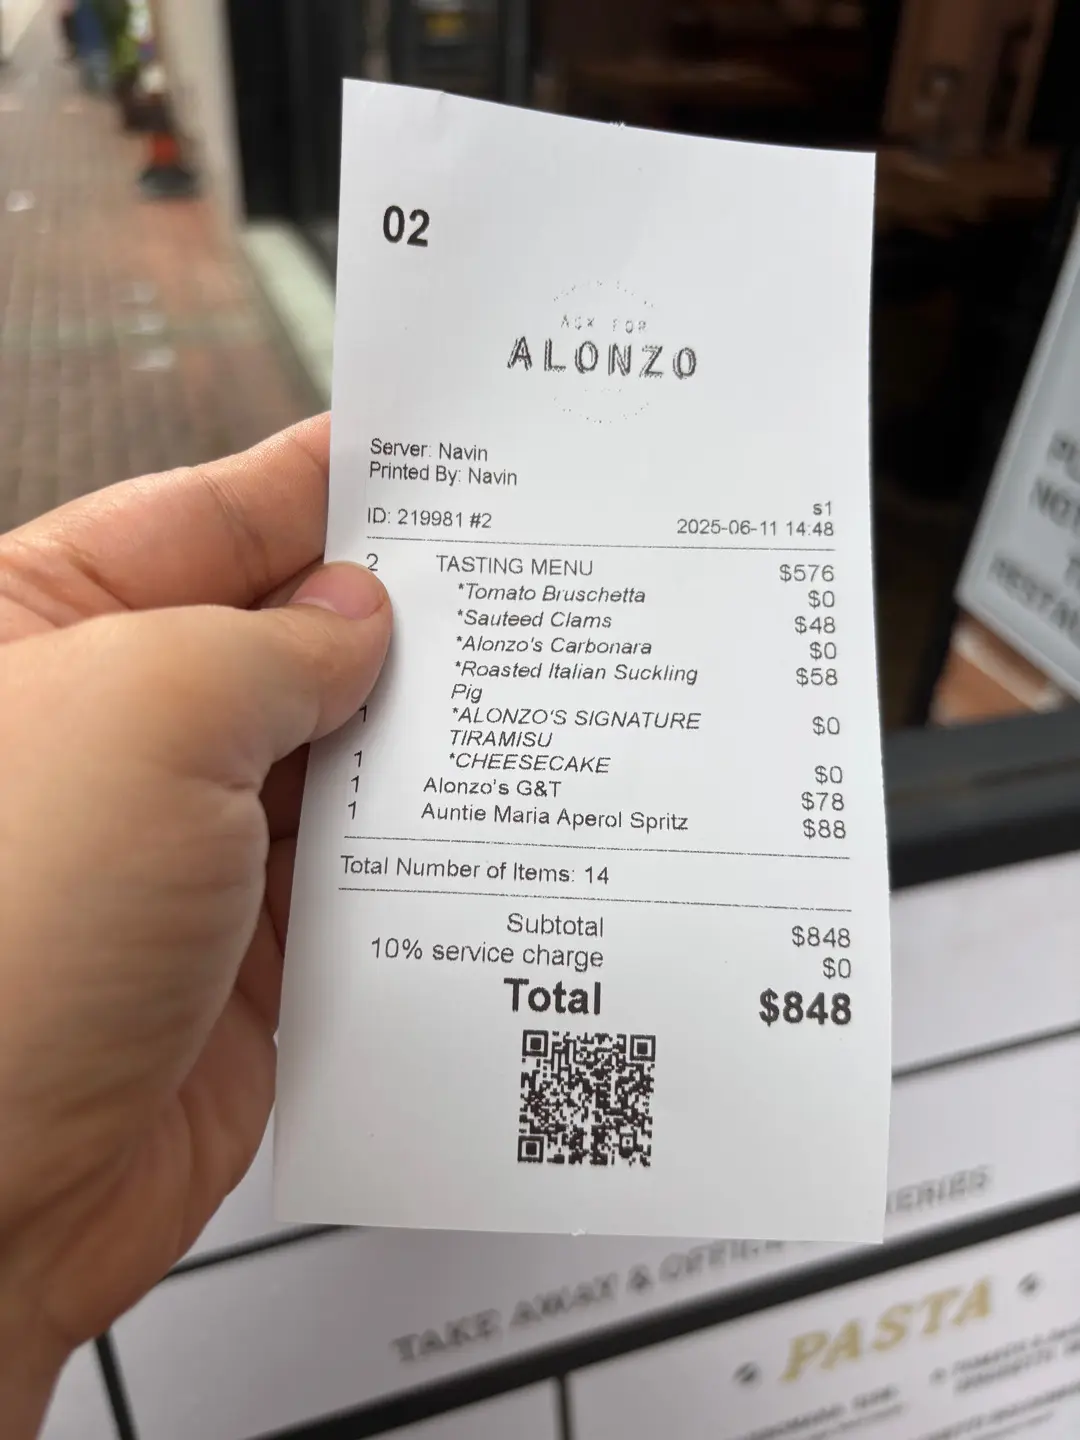 02
ASK FOR
ALONZO
Server: Navin
Printed By: Navin
s1
ID: 219981 #2 2025-06-11 14:48
2 TASTING MENU $576
*Tomato Bruschetta $0
*Sauteed Clams $48
*Alonzo's Carbonara $0
*Roasted Italian Suckling $58
Pig
1 *ALONZO'S SIGNATURE $0
TIRAMISU
1 *CHEESECAKE $0
1 Alonzo's G&T $78
1 Auntie Maria Aperol Spritz $88
Total Number of Items: 14
Subtotal $848
10% service charge $0
Total $848
TAKE AWAY &
PASTA